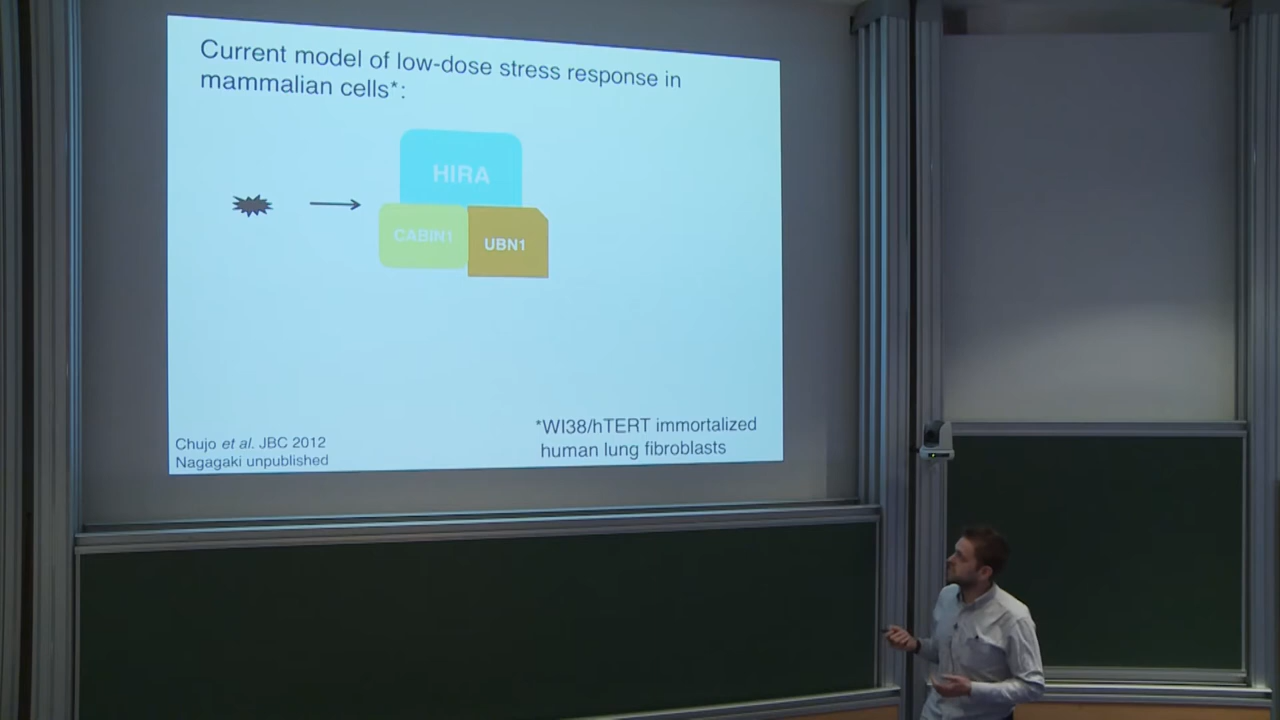 Current model of low-dose stress response in
mammalian cells*:
HIRA
CABIN1
UBN1
*WI38/hTERT immortalized
human lung fibroblasts
Chujo et al. JBC 2012
Nagagaki unpublished